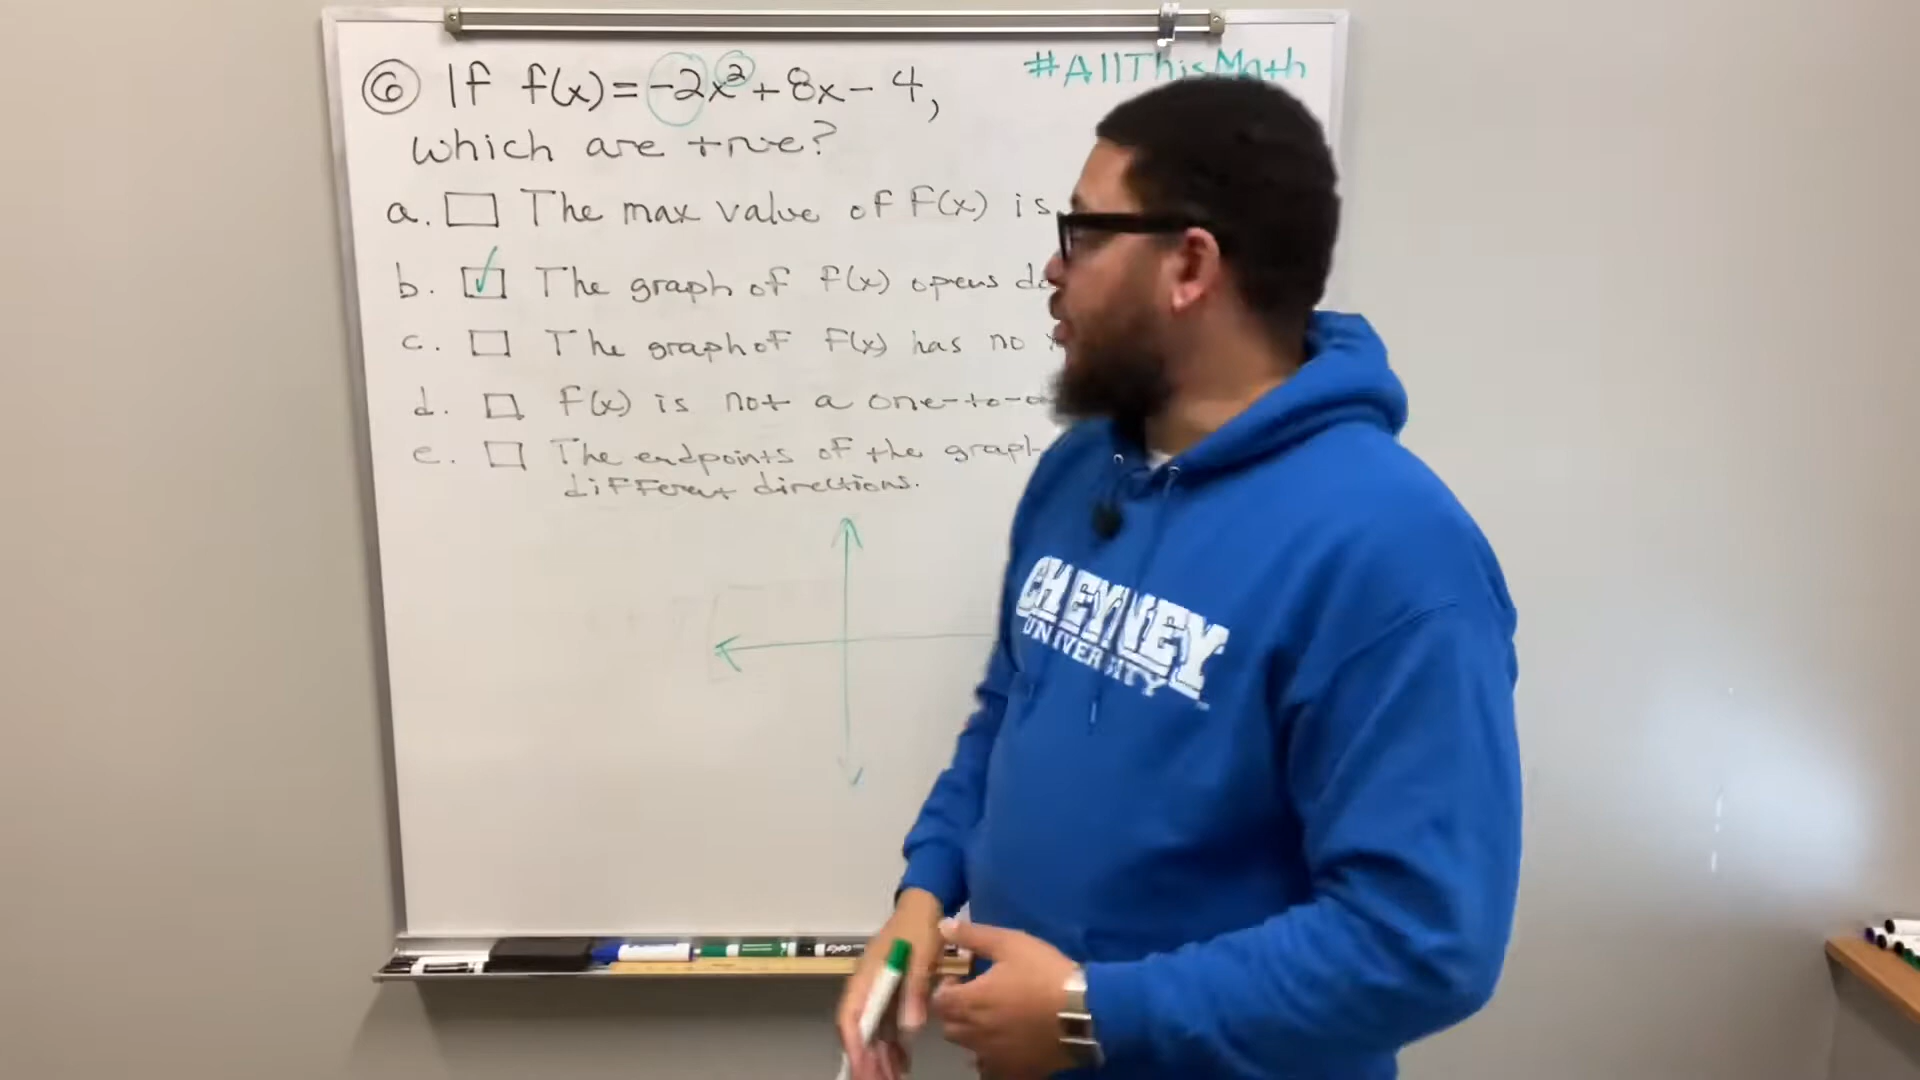 #AllThisMath
6 If f(x)=-2x²+8x-4,
which are true?
a. The max value of f(x) is
b. ✓ The graph of f(x) opens
c. The graph of f(x) has no
d. f(x) is not a one-to-
e. The endpoints of the graph
different directions.
CHEYNEY
UNIVERSITY